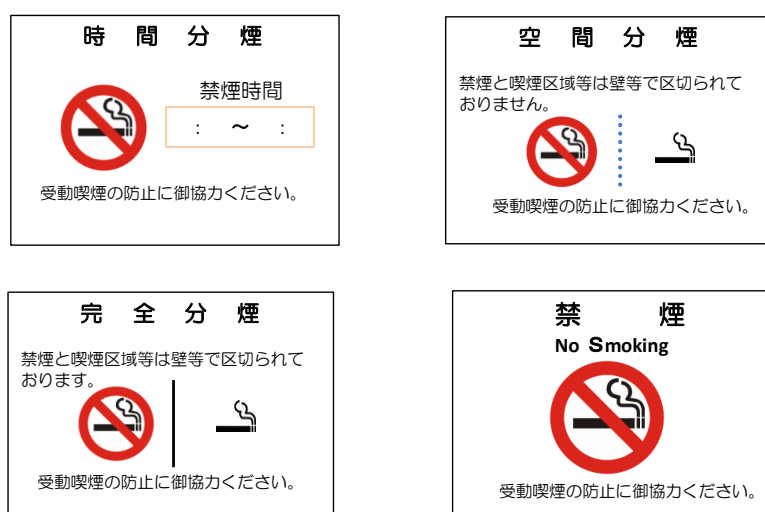 時 間 分 煙
禁煙時間
： ～ ：
受動喫煙の防止に御協力ください。
空 間 分 煙
禁煙と喫煙区域等は壁等で区切られて
おりません。
受動喫煙の防止に御協力ください。
完 全 分 煙
禁煙と喫煙区域等は壁等で区切られて
おります。
受動喫煙の防止に御協力ください。
禁 煙
No Smoking
受動喫煙の防止に御協力ください。